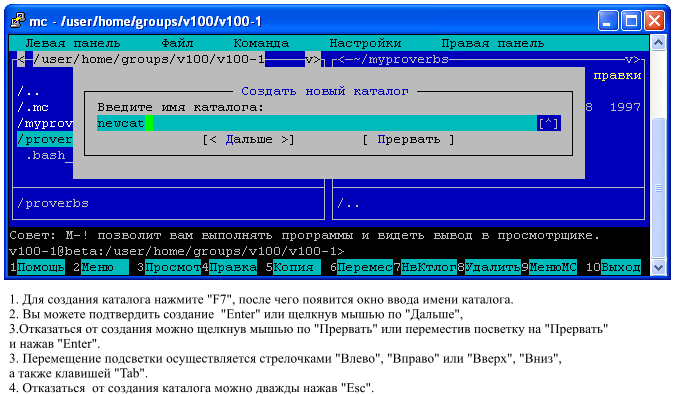 mc - /user/home/groups/v100/v100-1
Левая панель Файл Команда Настройки Правая панель
<-/user/home/groups/v100/v100-1 v> <-~/myproverbs v>
правки
/..
/.mc 8 1997
/myprov
/prover
.bash_
Создать новый каталог
Введите имя каталога:
newcat [^]
[< Дальше >] [ Прервать ]
/proverbs /..
Совет: M-! позволит вам выполнять программы и видеть вывод в просмотрщике.
v100-1@beta:/user/home/groups/v100/v100-1>
1Помощь 2Меню 3Просмот4Правка 5Копия 6Перемес7НвКтлог8Удалить9МенюМС 10Выход
1. Для создания каталога нажмите "F7", после чего появится окно ввода имени каталога.
2. Вы можете подтвердить создание "Enter" или щелкнув мышью по "Дальше",
3.Отказаться от создания можно щелкнув мышью по "Прервать" или переместив посветку на "Прервать"
и нажав "Enter".
3. Перемещение подсветки осуществляется стрелочками "Влево", "Вправо" или "Вверх", "Вниз",
а также клавишей "Tab".
4. Отказаться от создания каталога можно дважды нажав "Esc".